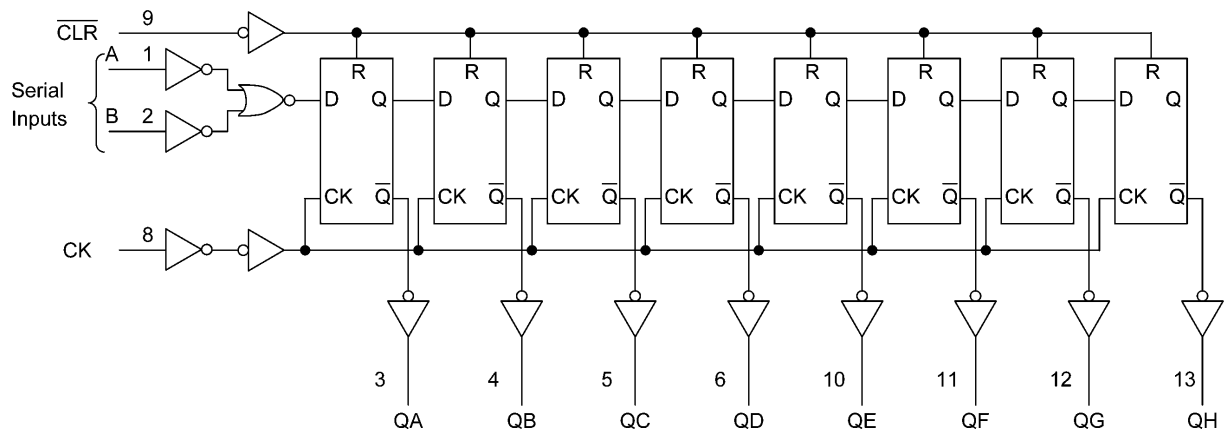 CLR 9
R R R R R R R R
A 1
Serial Inputs
B 2
D Q D Q D Q D Q D Q D Q D Q D Q
CK Q̅ CK Q̅ CK Q̅ CK Q̅ CK Q̅ CK Q̅ CK Q̅ CK Q̅
CK 8
3 4 5 6 10 11 12 13
QA QB QC QD QE QF QG QH